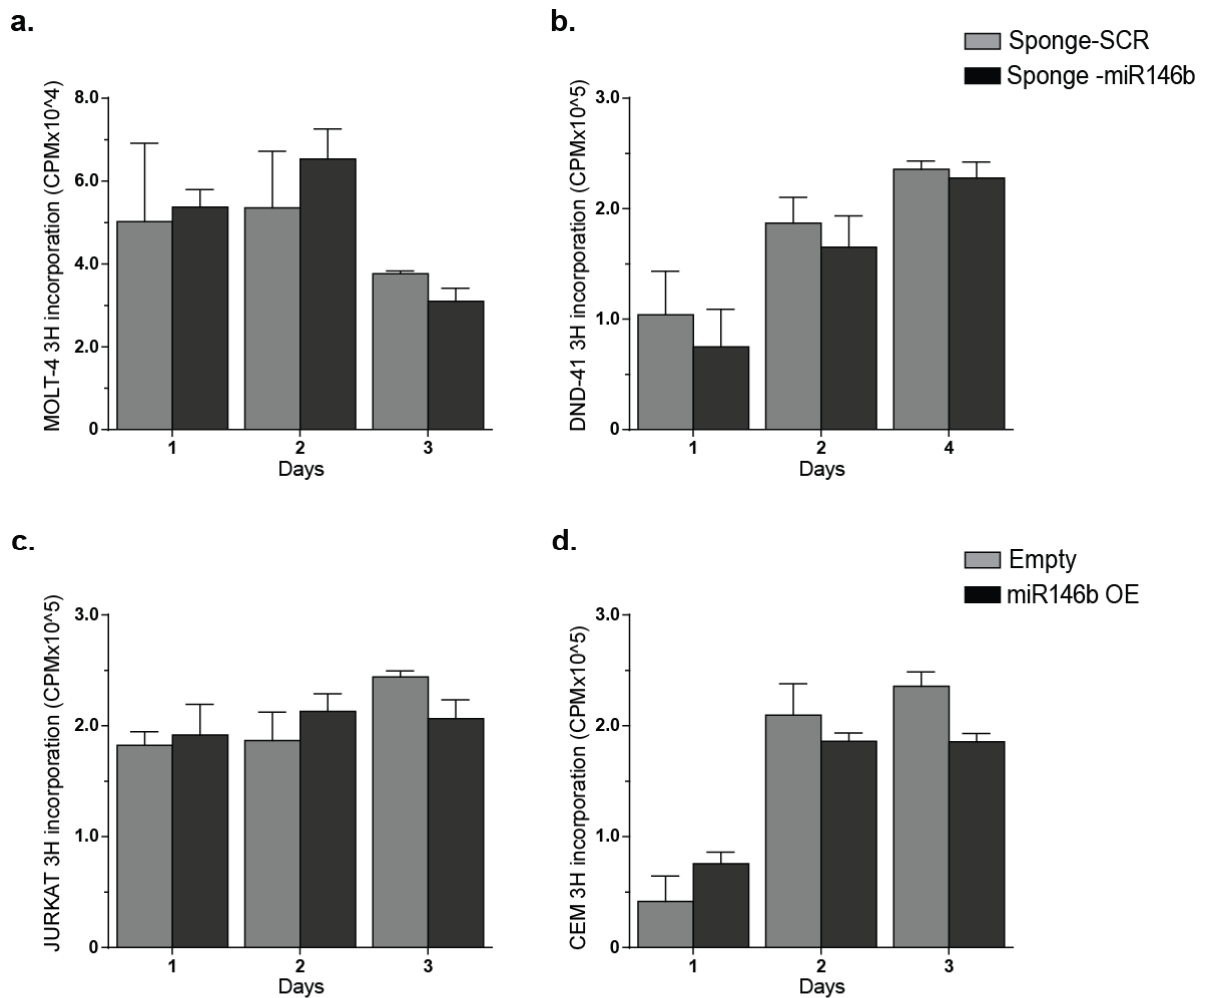 a.
MOLT-4 3H incorporation (CPMx10^4)
8.0
6.0
4.0
2.0
0
1 2 3
Days
b.
Sponge-SCR
Sponge -miR146b
DND-41 3H incorporation (CPMx10^5)
3.0
2.0
1.0
0
1 2 4
Days
c.
JURKAT 3H incorporation (CPMx10^5)
3.0
2.0
1.0
0
1 2 3
Days
d.
Empty
miR146b OE
CEM 3H incorporation (CPMx10^5)
3.0
2.0
1.0
0
1 2 3
Days